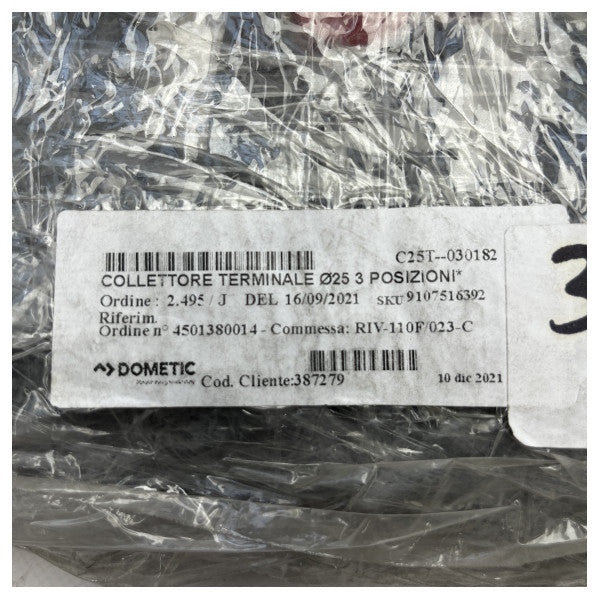 C25T--030182
COLLETTORE TERMINALE Ø25 3 POSIZIONI*
Ordine : 2.495 / J DEL 16/09/2021 SKU 9107516392
Riferim.
Ordine n° 4501380014 - Commessa: RIV-110F/023-C
DOMETIC
Cod. Cliente:387279
10 dic 2021
3